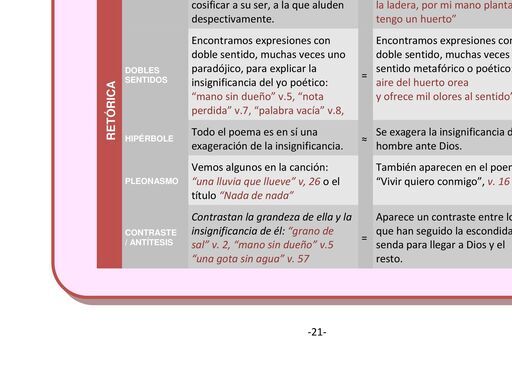 cosificar a su ser, a la que aluden
despectivamente.
la ladera, por mi mano planta
tengo un huerto”
RETÓRICA
DOBLES
SENTIDOS
Encontramos expresiones con
doble sentido, muchas veces uno
paradójico, para explicar la
insignificancia del yo poético:
“mano sin dueño” v.5, “nota
perdida” v.7, “palabra vacía” v.8,
=
Encontramos expresiones con
doble sentido, muchas veces
sentido metafórico o poético:
aire del huerto orea
y ofrece mil olores al sentido”
HIPÉRBOLE
Todo el poema es en sí una
exageración de la insignificancia.
≈
Se exagera la insignificancia d
hombre ante Dios.
PLEONASMO
Vemos algunos en la canción:
“una lluvia que llueve” v, 26 o el
título “Nada de nada”
También aparecen en el poem
“Vivir quiero conmigo”, v. 16
CONTRASTE
/ ANTÍTESIS
Contrastan la grandeza de ella y la
insignificancia de él: “grano de
sal” v. 2, “mano sin dueño” v.5
“una gota sin agua” v. 57
=
Aparece un contraste entre lo
que han seguido la escondida
senda para llegar a Dios y el
resto.
-21-